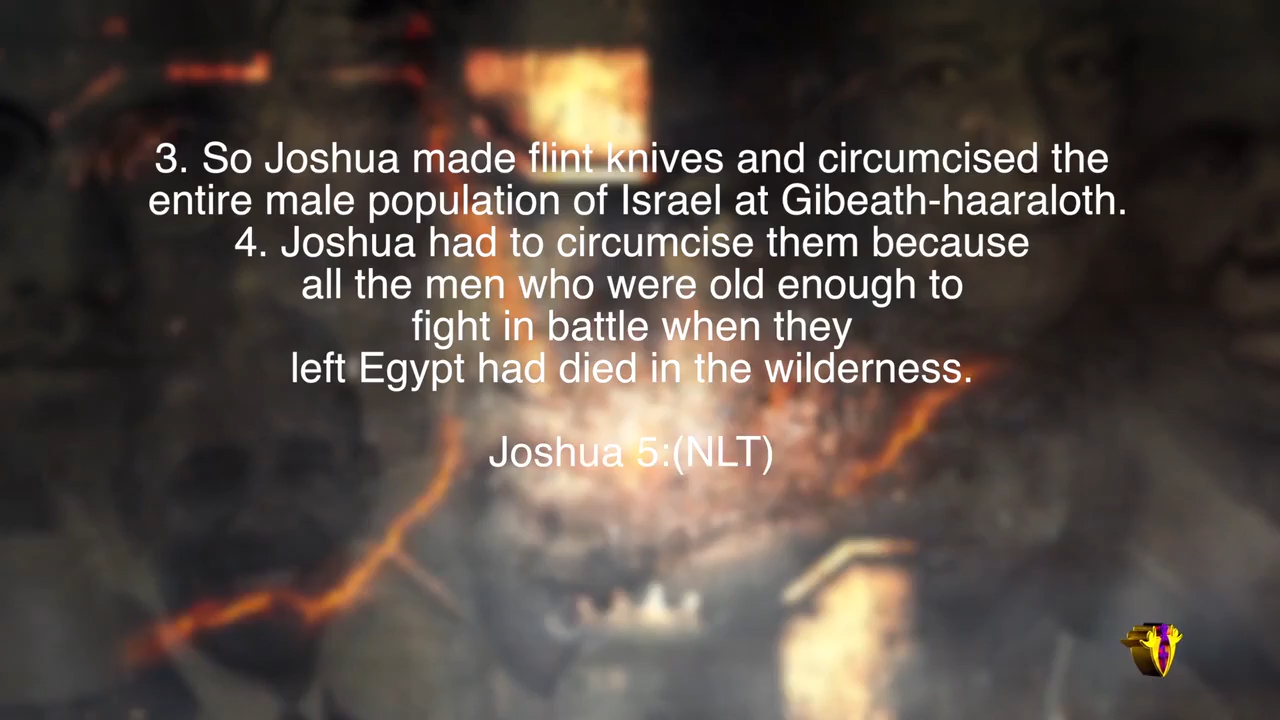 3. So Joshua made flint knives and circumcised the
entire male population of Israel at Gibeath-haaraloth.
4. Joshua had to circumcise them because
all the men who were old enough to
fight in battle when they
left Egypt had died in the wilderness.
Joshua 5:(NLT)